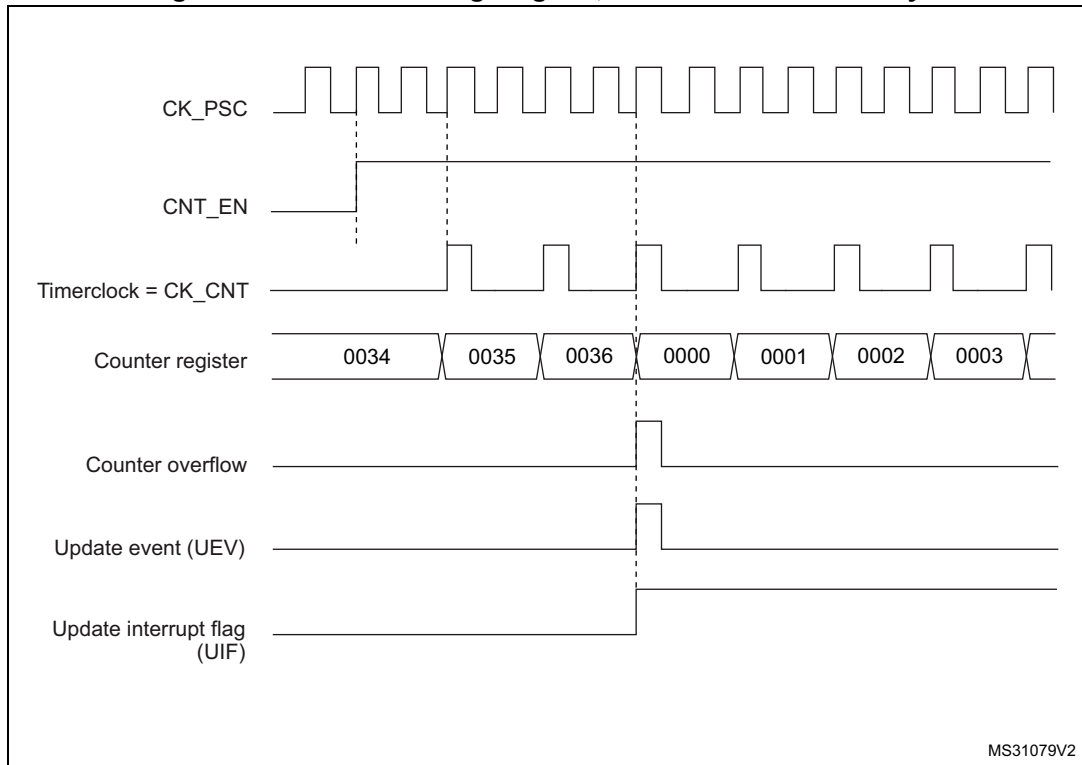 CK_PSC
CNT_EN
Timerclock = CK_CNT
Counter register
0034 0035 0036 0000 0001 0002 0003
Counter overflow
Update event (UEV)
Update interrupt flag
(UIF)
MS31079V2